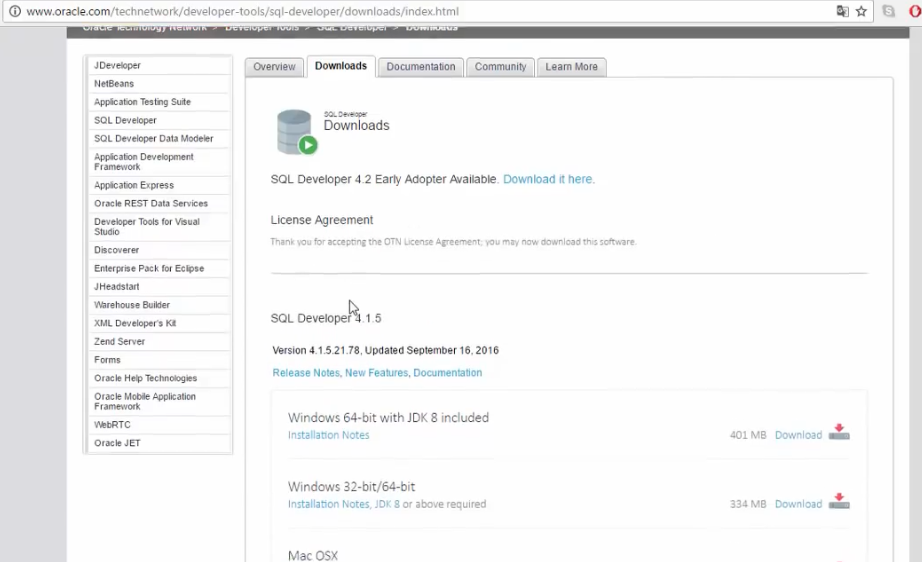 www.oracle.com/technetwork/developer-tools/sql-developer/downloads/index.html
Oracle Technology Network > Developer Tools > SQL Developer > Downloads
JDeveloper
NetBeans
Application Testing Suite
SQL Developer
SQL Developer Data Modeler
Application Development
Framework
Application Express
Oracle REST Data Services
Developer Tools for Visual
Studio
Discoverer
Enterprise Pack for Eclipse
JHeadstart
Warehouse Builder
XML Developer's Kit
Zend Server
Forms
Oracle Help Technologies
Oracle Mobile Application
Framework
WebRTC
Oracle JET
Overview Downloads Documentation Community Learn More
SQL Developer
Downloads
SQL Developer 4.2 Early Adopter Available. Download it here.
License Agreement
Thank you for accepting the OTN License Agreement; you may now download this software.
SQL Developer 4.1.5
Version 4.1.5.21.78, Updated September 16, 2016
Release Notes, New Features, Documentation
Windows 64-bit with JDK 8 included
Installation Notes 401 MB Download
Windows 32-bit/64-bit
Installation Notes, JDK 8 or above required 334 MB Download
Mac OSX